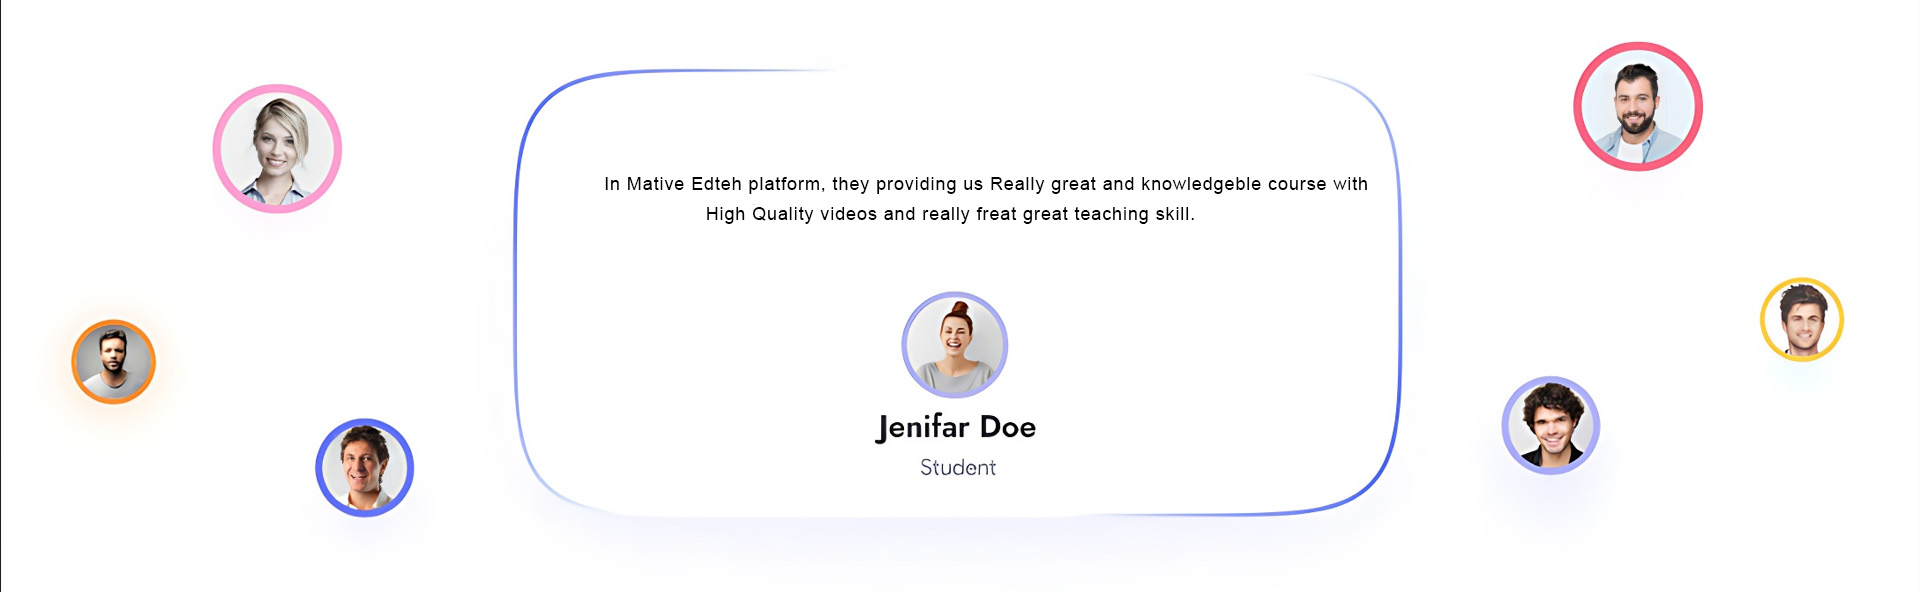 In Mative Edteh platform, they providing us Really great and knowledgeble course with
High Quality videos and really freat great teaching skill.
Jenifar Doe
Student